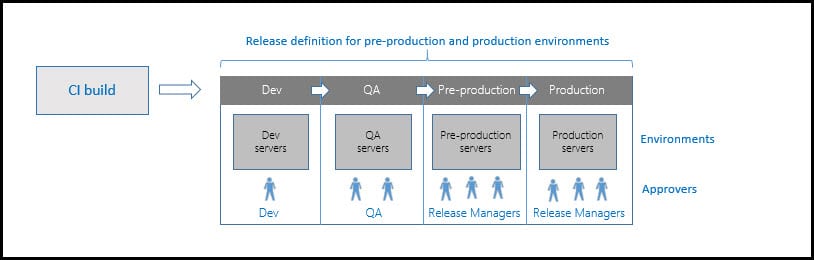 Release definition for pre-production and production environments
CI build
Dev
QA
Pre-production
Production
Dev
servers
QA
servers
Pre-production
servers
Production
servers
Environments
Approvers
Dev
QA
Release Managers
Release Managers